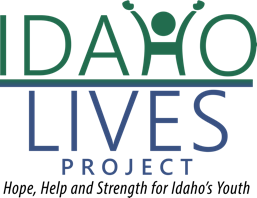 IDAHO
LIVES
PROJECT
Hope, Help and Strength for Idaho's Youth